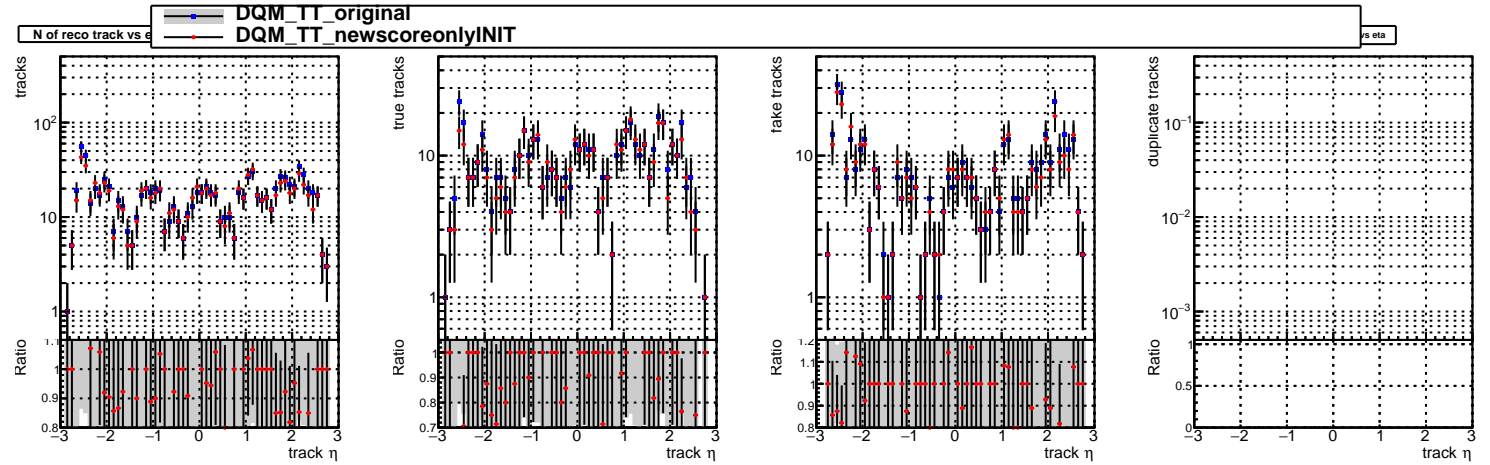 DQM_TT_original
DQM_TT_newscoreonlyINIT
N of reco track vs e
vs eta
tracks
10²
10
1
Ratio
1.1
1
0.9
0.8
−3 −2 −1 0 1 2 3
track η
true tracks
10
1
Ratio
1
0.9
0.8
0.7
−3 −2 −1 0 1 2 3
track η
fake tracks
10
1
Ratio
1.2
1.1
1
0.9
0.8
−3 −2 −1 0 1 2 3
track η
duplicate tracks
10⁻¹
10⁻²
10⁻³
Ratio
1
0.5
0
−3 −2 −1 0 1 2 3
track η